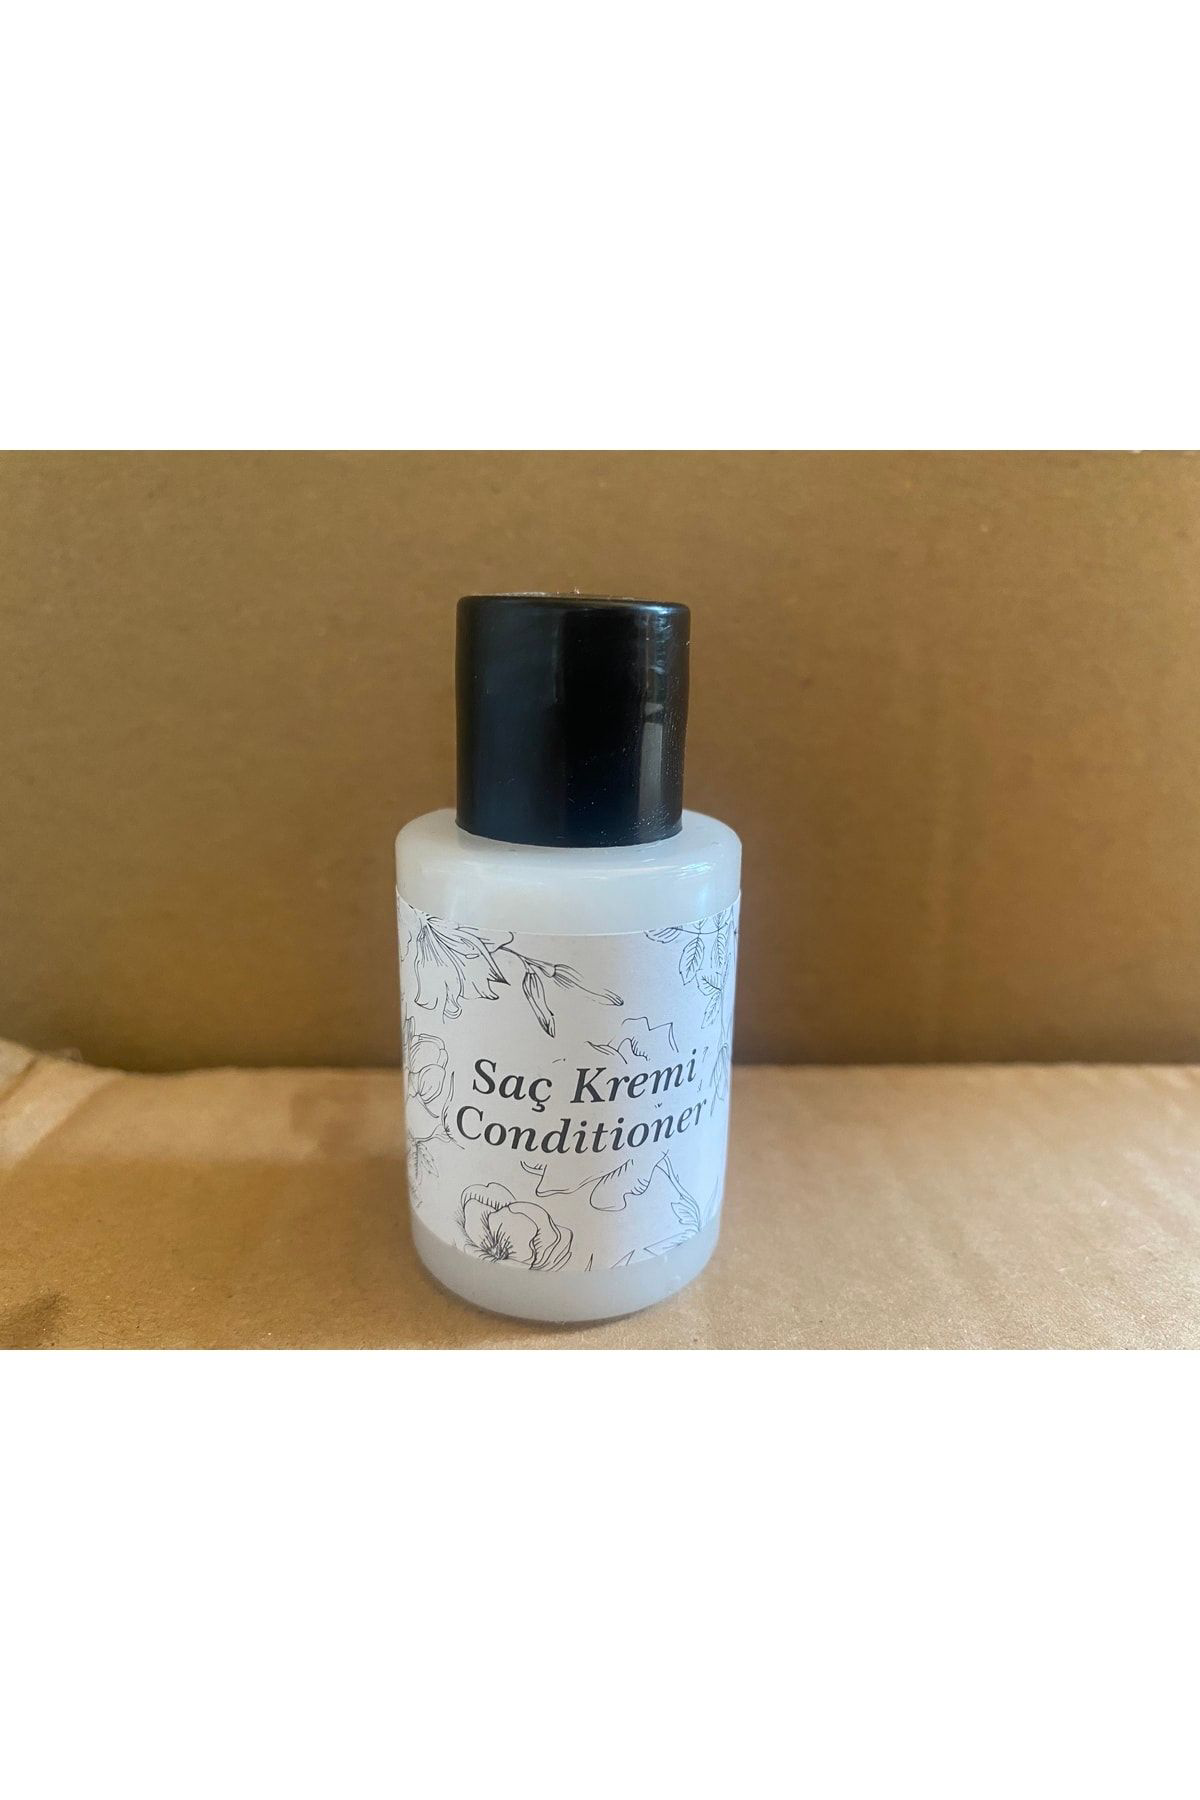 Saç Kremi
Conditioner